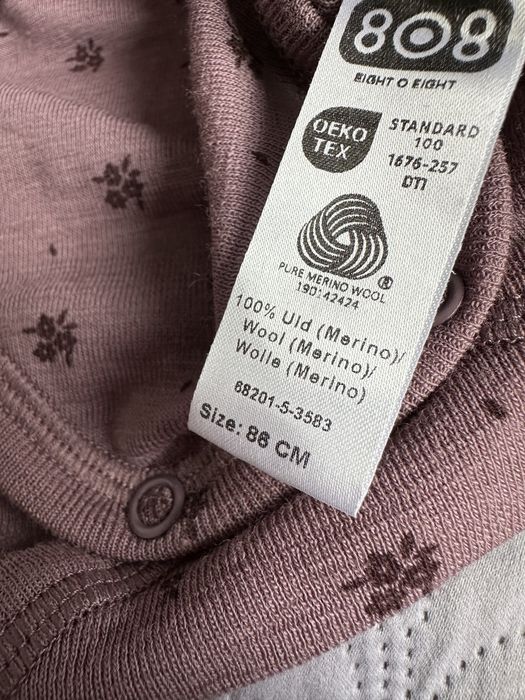 808
EIGHT O EIGHT
OEKO
TEX
STANDARD
100
1676-257
DTI
PURE MERINO WOOL
®
190142424
100% Uld (Merino)/
Wool (Merino)/
Wolle (Merino)
68201-5-3583
Size: 86 CM